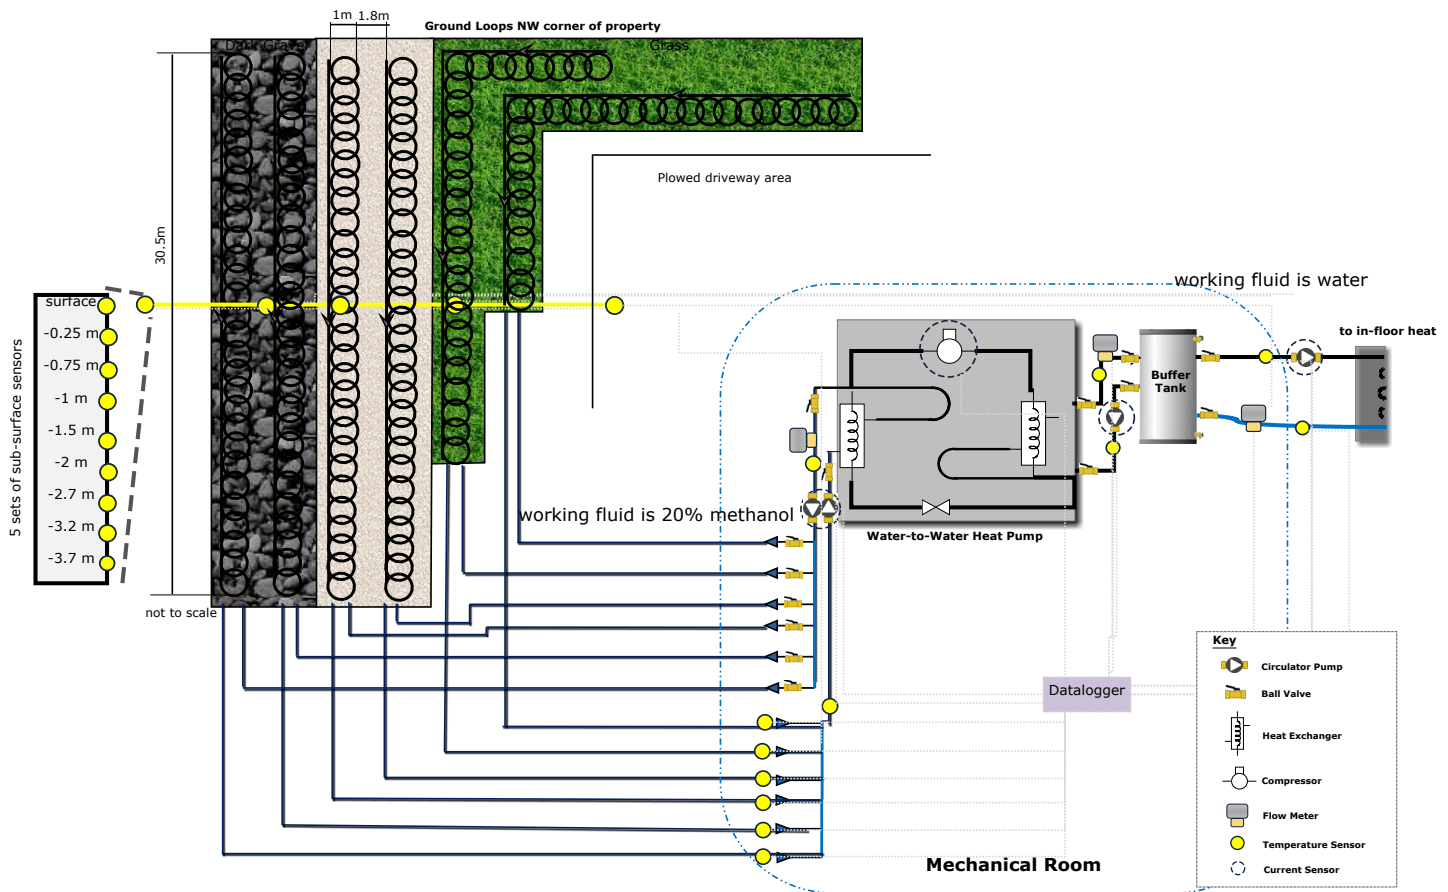 1m
1.8m
Ground Loops NW corner of property
Dark Gravel
Grass
Plowed driveway area
30.5m
5 sets of sub-surface sensors
surface
-0.25 m
-0.75 m
-1 m
-1.5 m
-2 m
-2.7 m
-3.2 m
-3.7 m
not to scale
working fluid is water
to in-floor heat
Buffer
Tank
working fluid is 20% methanol
Water-to-Water Heat Pump
Datalogger
Mechanical Room
Key
Circulator Pump
Ball Valve
Heat Exchanger
Compressor
Flow Meter
Temperature Sensor
Current Sensor